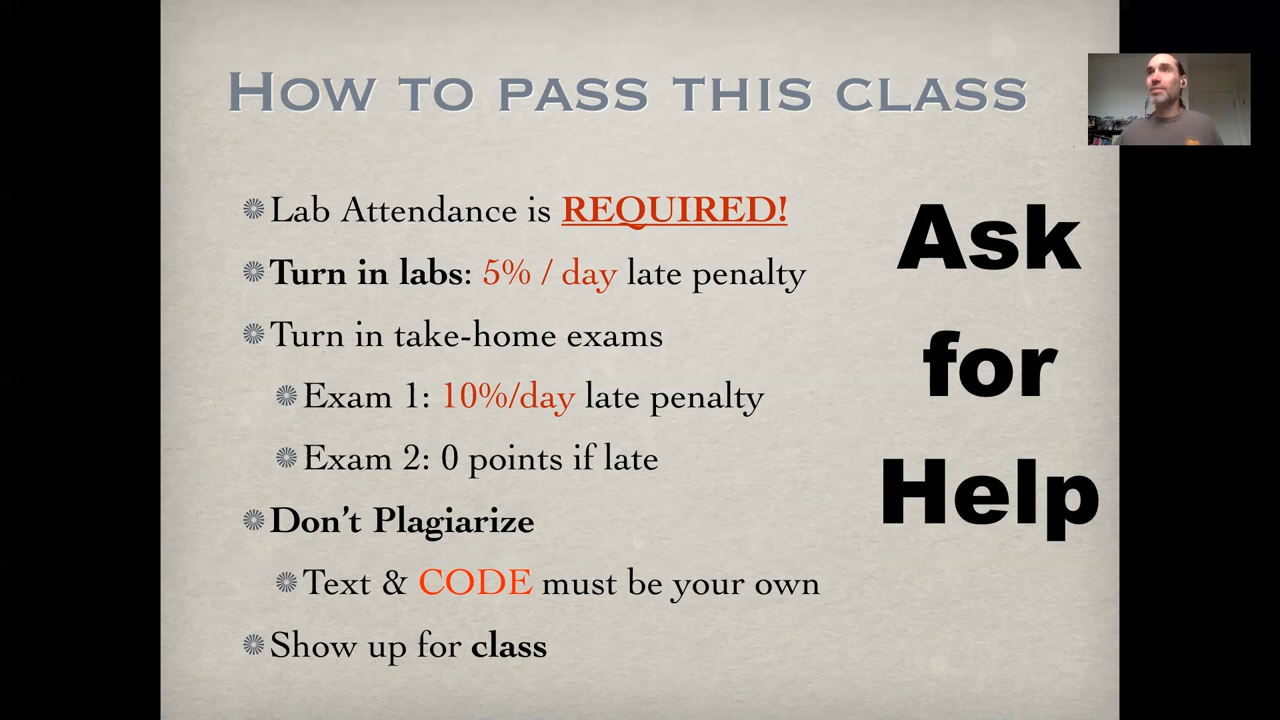 How to pass this class
Lab Attendance is REQUIRED!
Turn in labs: 5% / day late penalty
Turn in take-home exams
Exam 1: 10%/day late penalty
Exam 2: 0 points if late
Don't Plagiarize
Text & CODE must be your own
Show up for class
Ask
for
Help